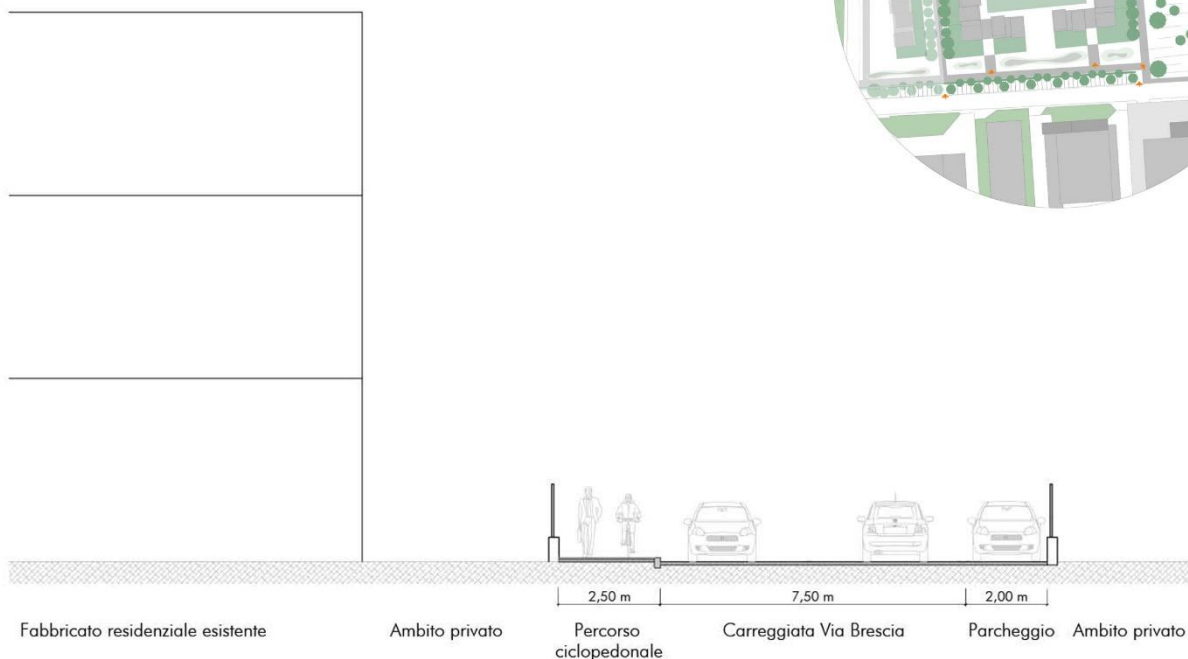 2,50 m 7,50 m 2,00 m
Fabbricato residenziale esistente Ambito privato Percorso ciclopedonale Carreggiata Via Brescia Parcheggio Ambito privato